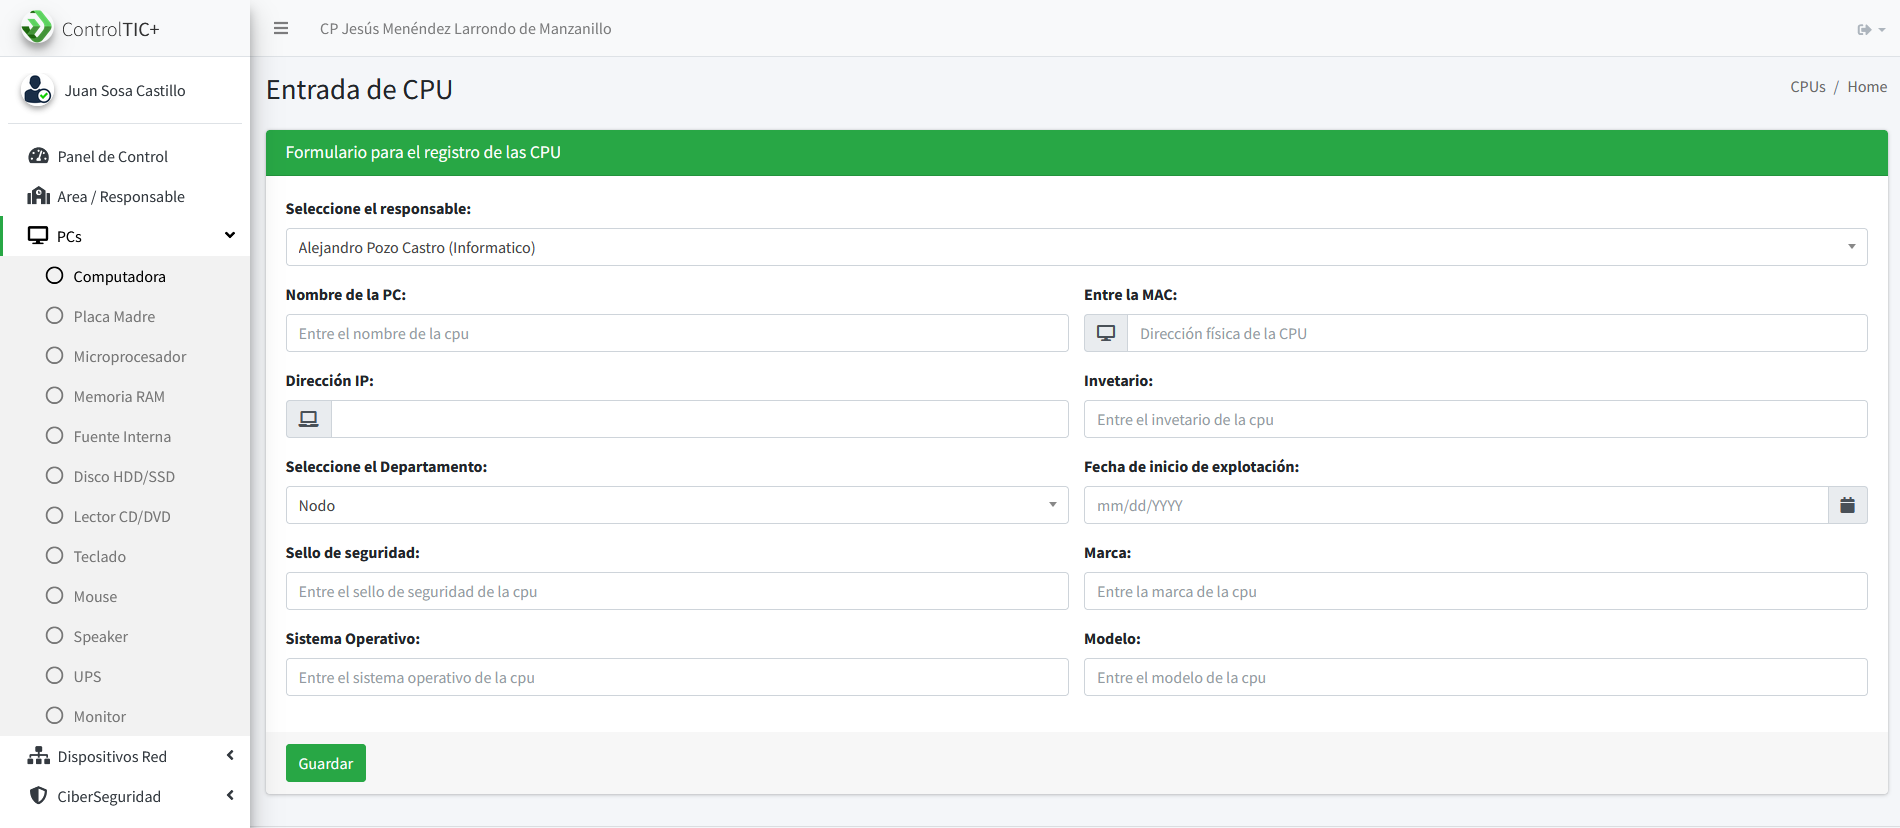 ControlTIC+
CP Jesús Menéndez Larrondo de Manzanillo
Juan Sosa Castillo
Panel de Control
Area / Responsable
PCs
Computadora
Placa Madre
Microprocesador
Memoria RAM
Fuente Interna
Disco HDD/SSD
Lector CD/DVD
Teclado
Mouse
Speaker
UPS
Monitor
Dispositivos Red
CiberSeguridad
Entrada de CPU
CPUs / Home
Formulario para el registro de las CPU
Seleccione el responsable:
Alejandro Pozo Castro (Informatico)
Nombre de la PC:
Entre el nombre de la cpu
Entre la MAC:
Dirección física de la CPU
Dirección IP:
Invetario:
Entre el invetario de la cpu
Seleccione el Departamento:
Nodo
Fecha de inicio de explotación:
mm/dd/YYYY
Sello de seguridad:
Entre el sello de seguridad de la cpu
Marca:
Entre la marca de la cpu
Sistema Operativo:
Entre el sistema operativo de la cpu
Modelo:
Entre el modelo de la cpu
Guardar